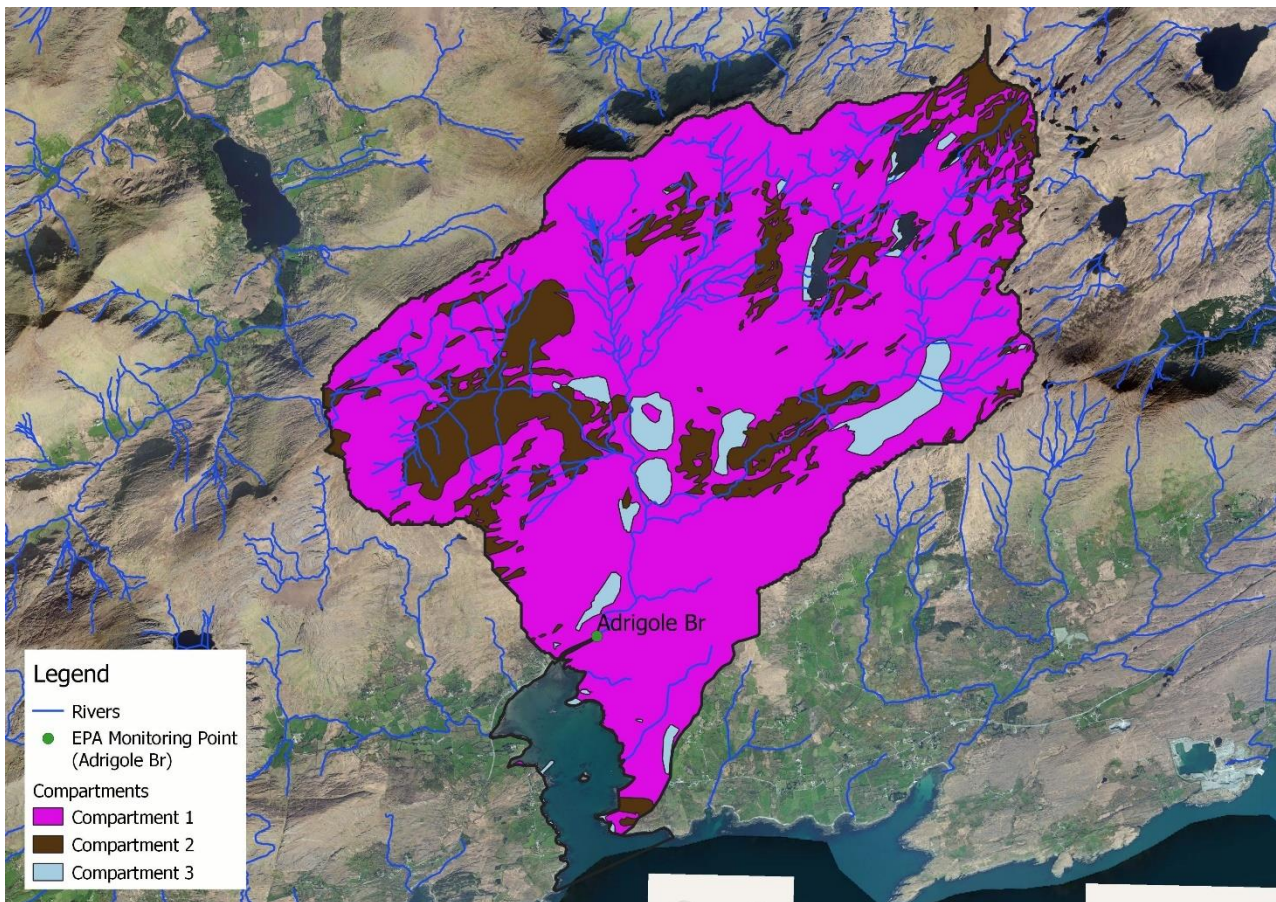 Adrigole Br
Legend
Rivers
EPA Monitoring Point
(Adrigole Br)
Compartments
Compartment 1
Compartment 2
Compartment 3